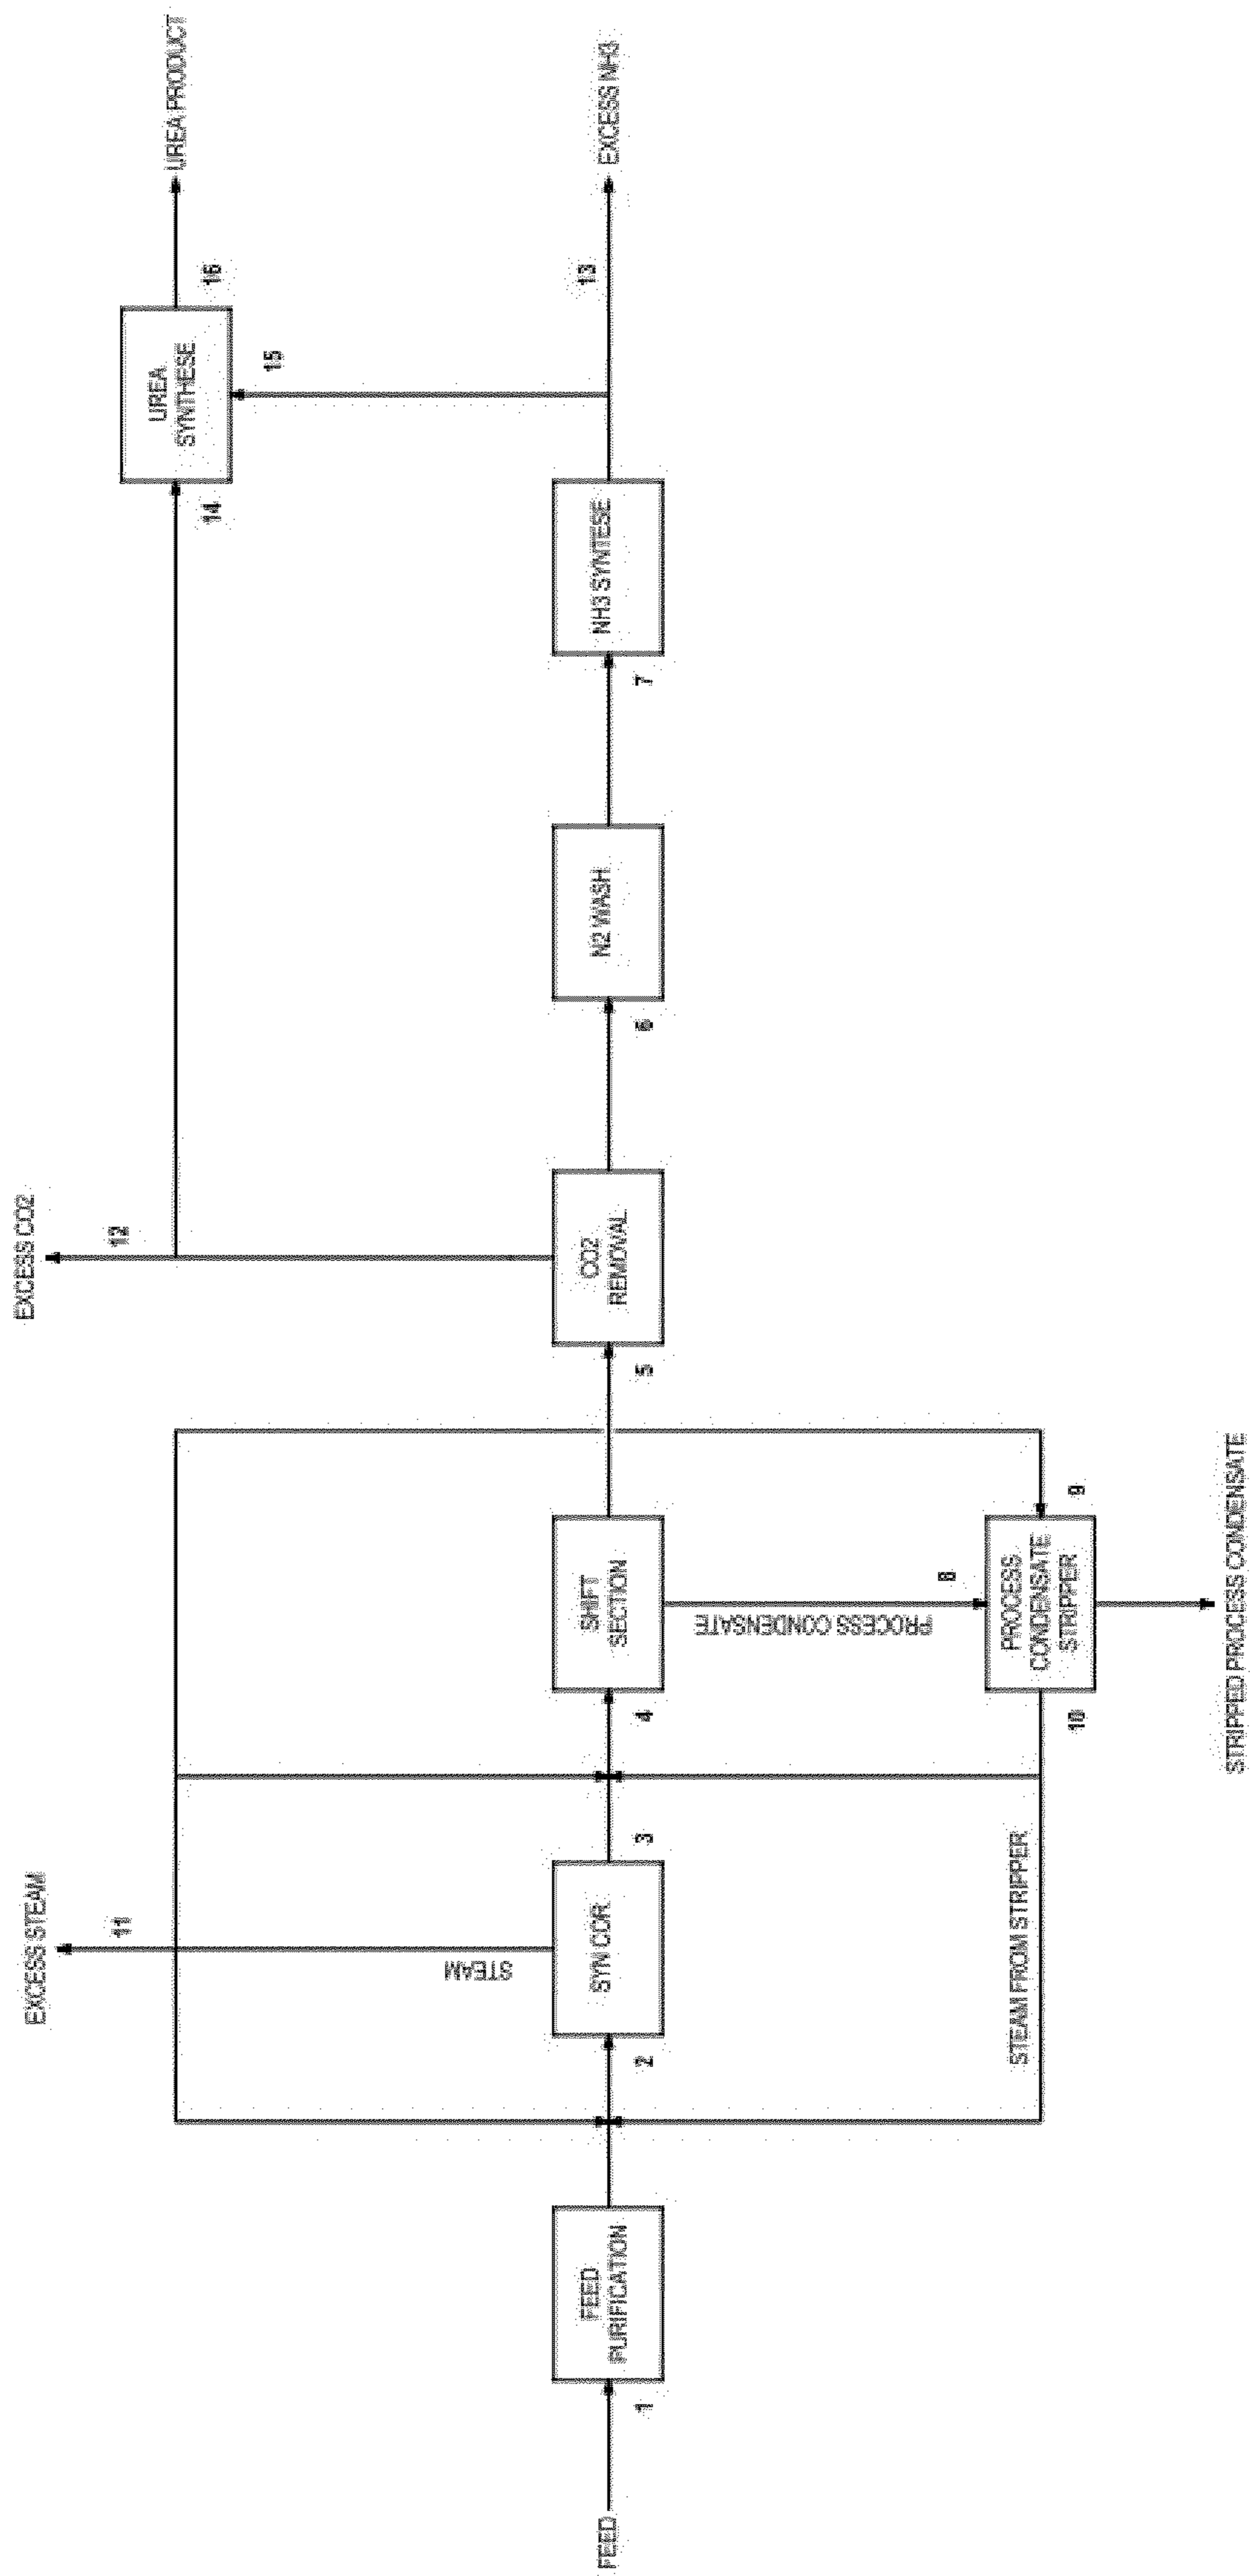 EXCESS STEAM
11
EXCESS CO2
12
UREA
SYNTHESE
14
15
16
UREA PRODUCT
STEAM
FEED
1
FEED
PURIFICATION
2
SYN COR
3
4
SHIFT
SECTION
5
CO2
REMOVAL
6
N2 WASH
7
NH3 SYNTESE
13
EXCESS NH3
PROCESS CONDENSATE
8
STEAM FROM STRIPPER
10
PROCESS
CONDENSATE
STRIPPER
9
STRIPPED PROCESS CONDENSATE